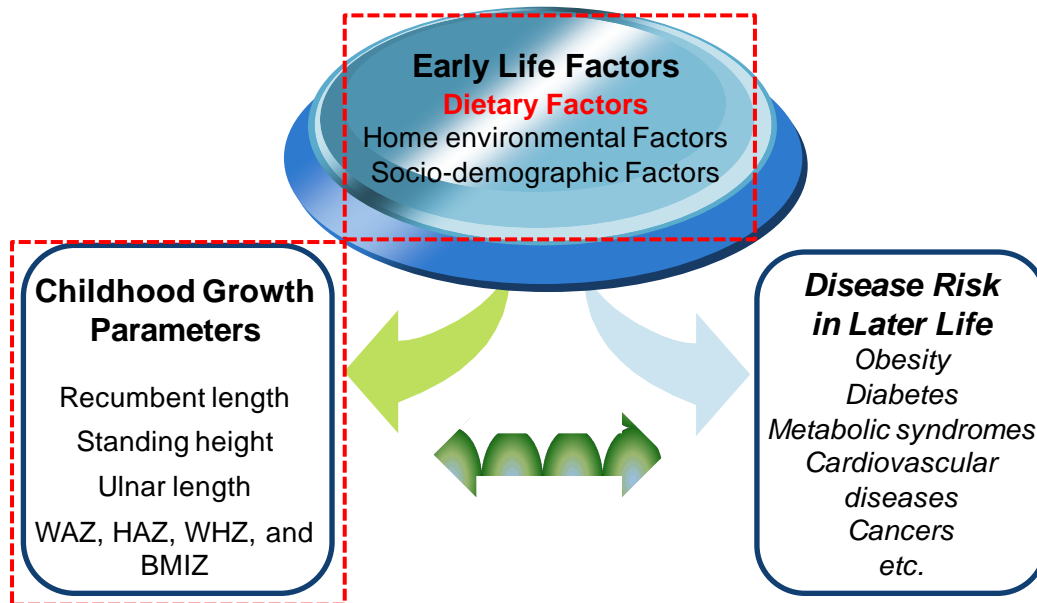 Early Life Factors
Dietary Factors
Home environmental Factors
Socio-demographic Factors
Childhood Growth
Parameters
Recumbent length
Standing height
Ulnar length
WAZ, HAZ, WHZ, and
BMIZ
Disease Risk
in Later Life
Obesity
Diabetes
Metabolic syndromes
Cardiovascular
diseases
Cancers
etc.